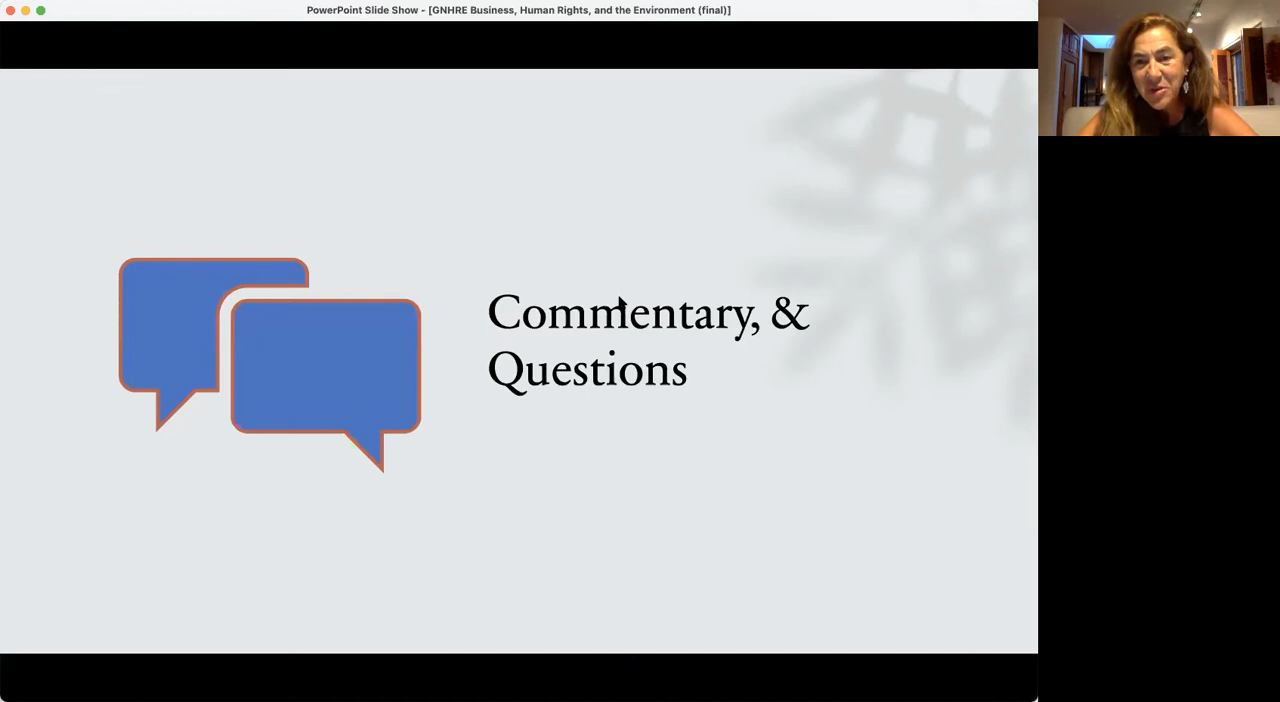 PowerPoint Slide Show - [GNHRE Business, Human Rights, and the Environment (final)]
Commentary, &
Questions